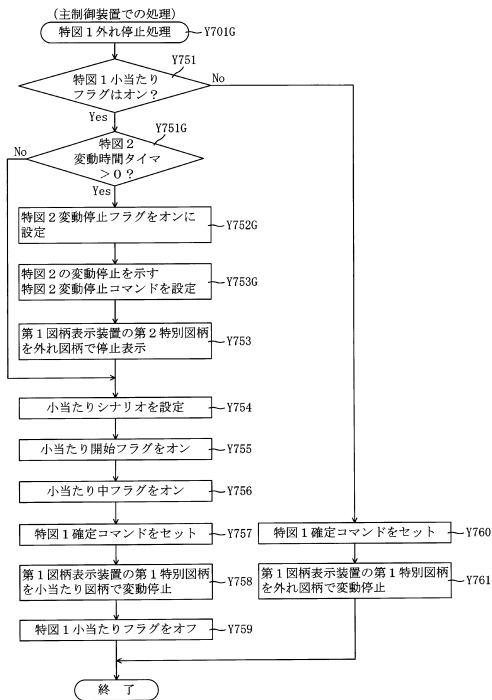 (主制御装置での処理)
特図１外れ停止処理
Y701G
Y751
特図１小当たり
フラグはオン？
No
Yes
Y751G
特図２
変動時間タイマ
＞０？
No
Yes
特図２変動停止フラグをオンに
設定
Y752G
特図２の変動停止を示す
特図２変動停止コマンドを設定
Y753G
第１図柄表示装置の第２特別図柄
を外れ図柄で停止表示
Y753
小当たりシナリオを設定
Y754
小当たり開始フラグをオン
Y755
小当たり中フラグをオン
Y756
特図１確定コマンドをセット
Y757
特図１確定コマンドをセット
Y760
第１図柄表示装置の第１特別図柄
を小当たり図柄で変動停止
Y758
第１図柄表示装置の第１特別図柄
を外れ図柄で変動停止
Y761
特図１小当たりフラグをオフ
Y759
終 了